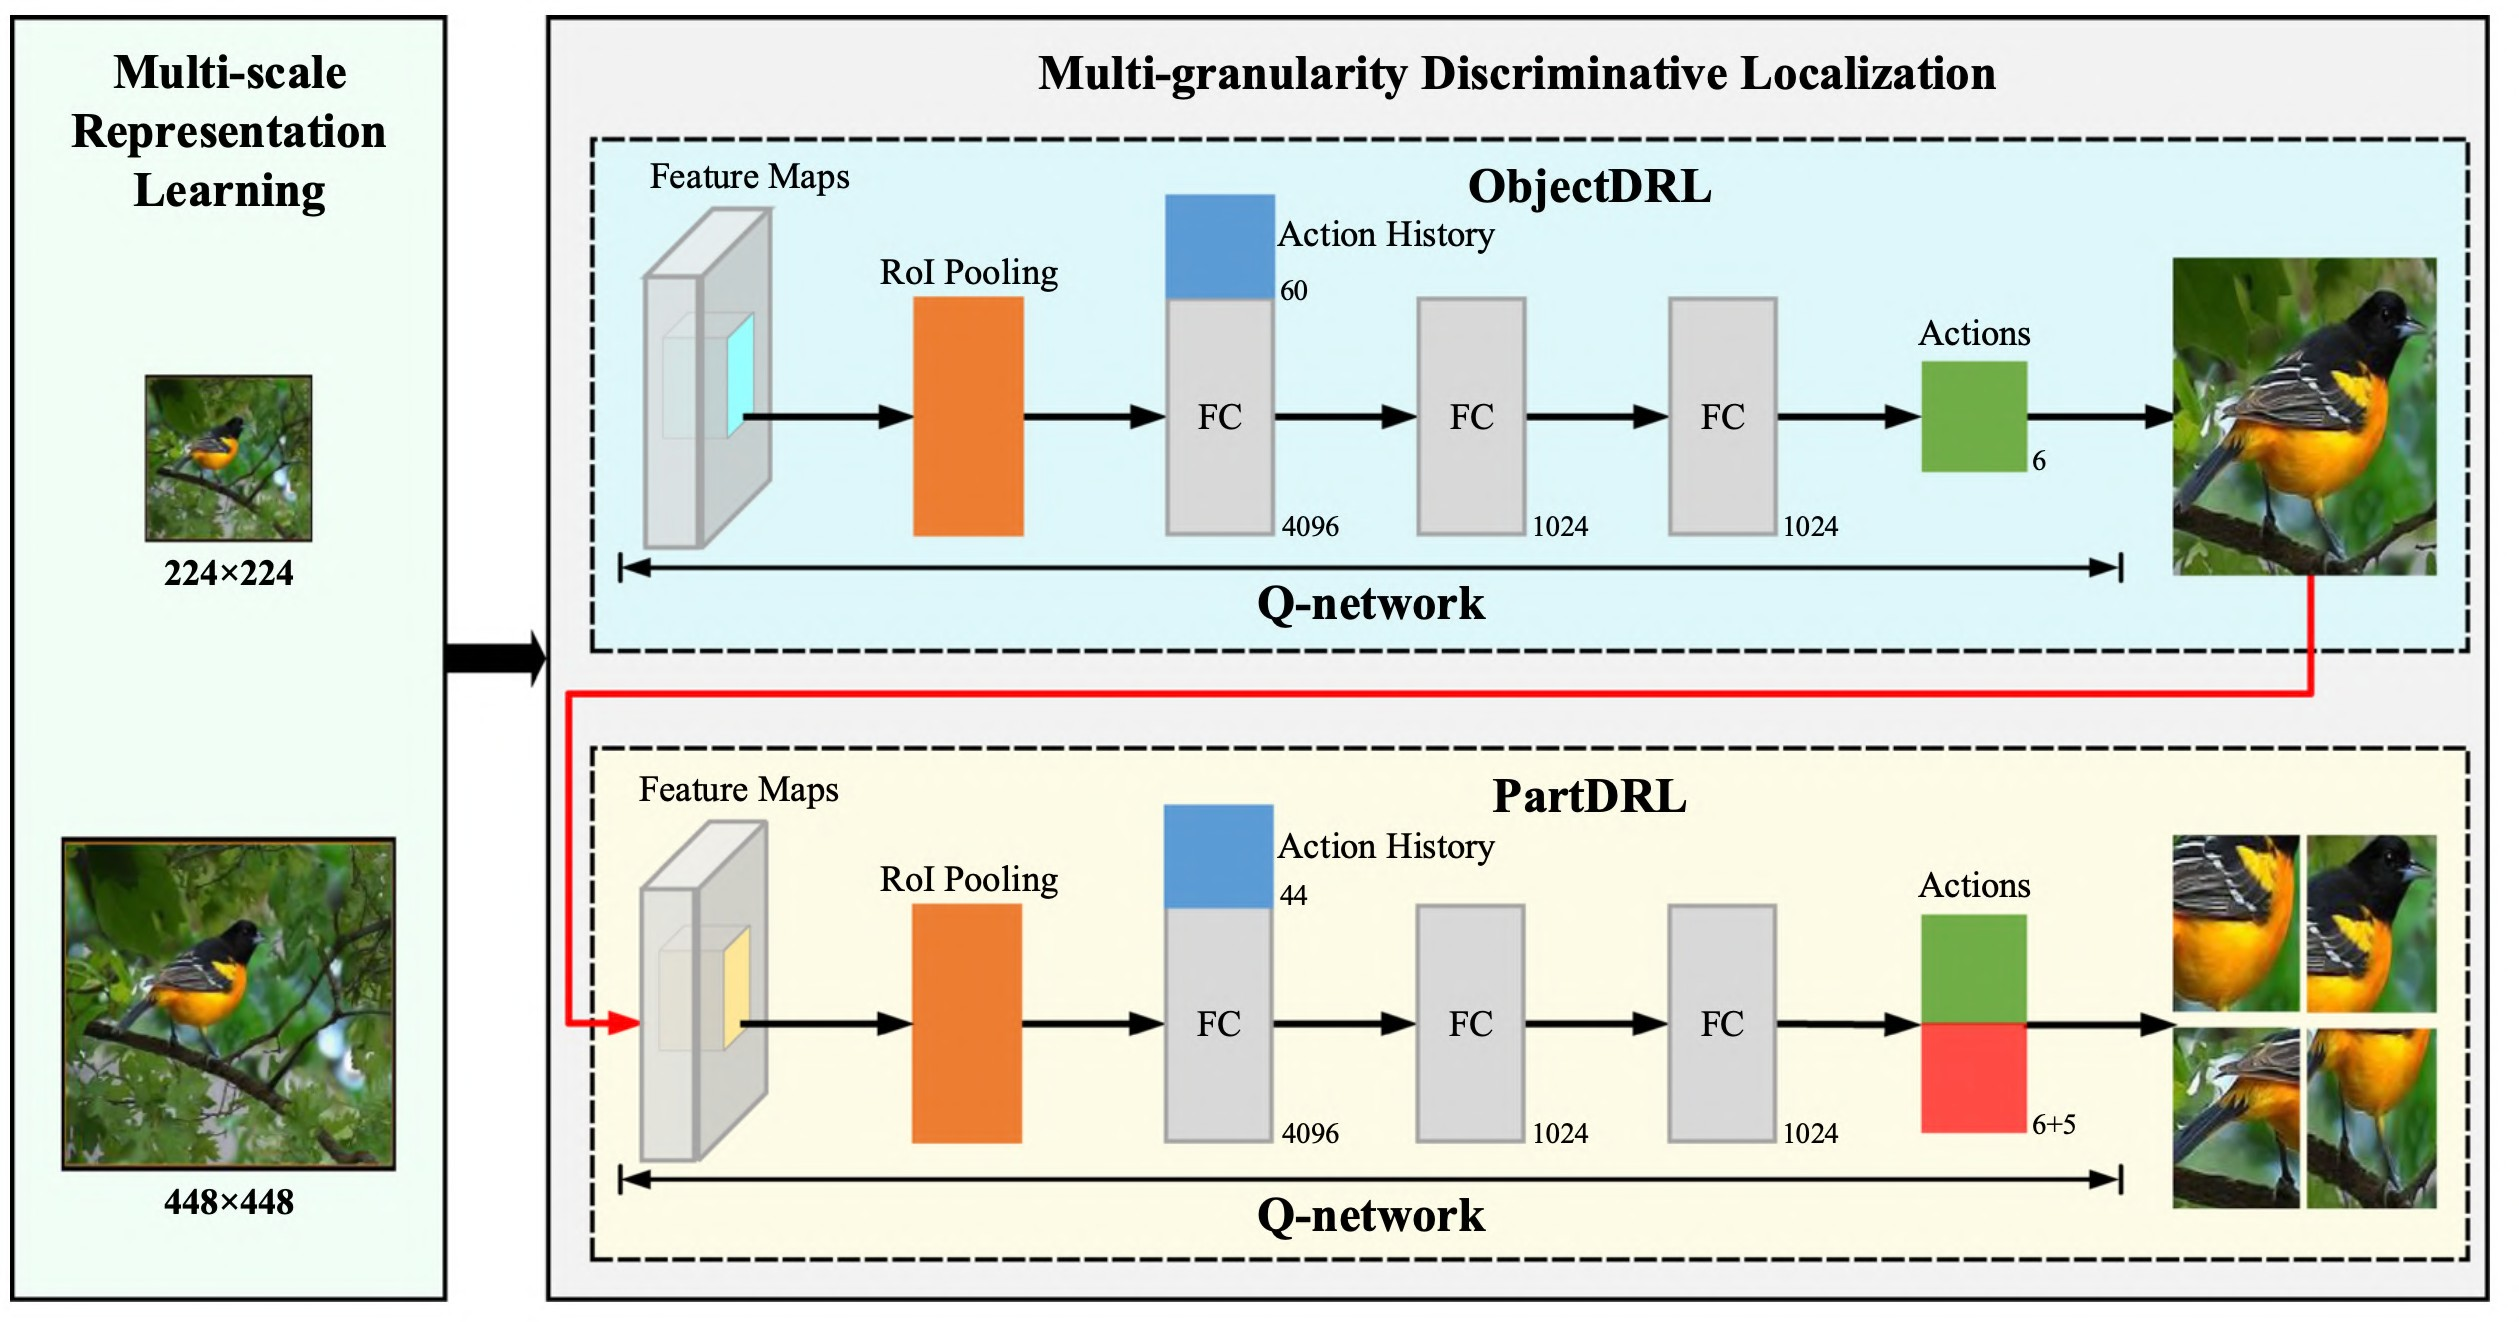 Multi-scale
Representation
Learning
224×224
448×448
Multi-granularity Discriminative Localization
ObjectDRL
Feature Maps
RoI Pooling
Action History
60
FC
4096
FC
1024
FC
1024
Actions
6
Q-network
PartDRL
Feature Maps
RoI Pooling
Action History
44
FC
4096
FC
1024
FC
1024
Actions
6+5
Q-network